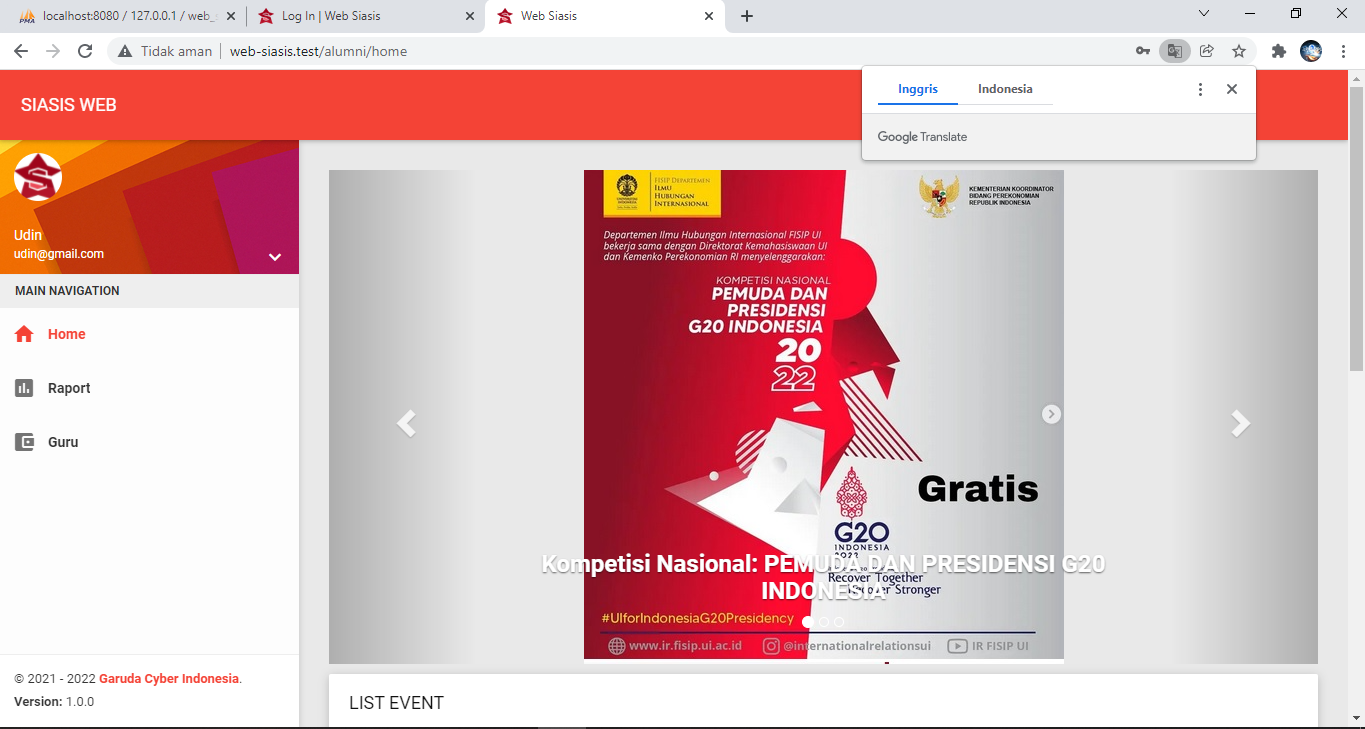 localhost:8080 / 127.0.0.1 / web_s
Log In | Web Siasis
Web Siasis
Tidak aman
web-siasis.test/alumni/home
Inggris
Indonesia
Google Translate
SIASIS WEB
Udin
udin@gmail.com
MAIN NAVIGATION
Home
Raport
Guru
© 2021 - 2022 Garuda Cyber Indonesia.
Version: 1.0.0
FISIP DEPARTEMEN
ILMU
HUBUNGAN
INTERNASIONAL
KEMENTERIAN KOORDINATOR
BIDANG PEREKONOMIAN
REPUBLIK INDONESIA
Departemen Ilmu Hubungan Internasional FISIP UI
bekerja sama dengan Direktorat Kemahasiswaan UI
dan Kemenko Perekonomian RI menyelenggarakan:
KOMPETISI NASIONAL
PEMUDA DAN
PRESIDENSI
G20 INDONESIA
20
22
Gratis
G20
INDONESIA
2022
Kompetisi Nasional: PEMUDA DAN PRESIDENSI G20
INDONESIA
Recover Together
Recover Stronger
#UIforIndonesiaG20Presidency
www.ir.fisip.ui.ac.id
@internationalrelationsui
IR FISIP UI
LIST EVENT